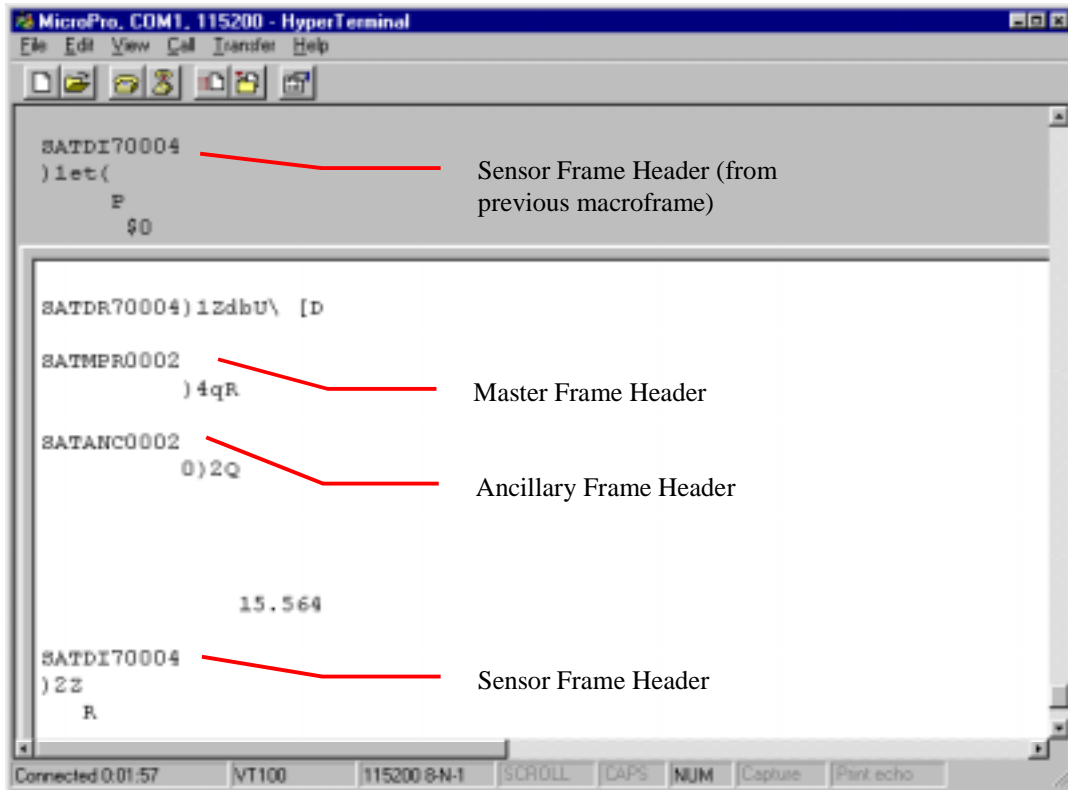 MicroPro, COM1, 115200 - HyperTerminal
File Edit View Call Transfer Help
SATDI70004
)1et(
P
$0
Sensor Frame Header (from
previous macroframe)
SATDR70004)1ZdbU\ [D
SATMPR0002
)4qR
Master Frame Header
SATANC0002
0)2Q
Ancillary Frame Header
15.564
SATDI70004
)2Z
R
Sensor Frame Header
Connected 0:01:57 VT100 115200 8-N-1 SCROLL CAPS NUM Capture Print echo